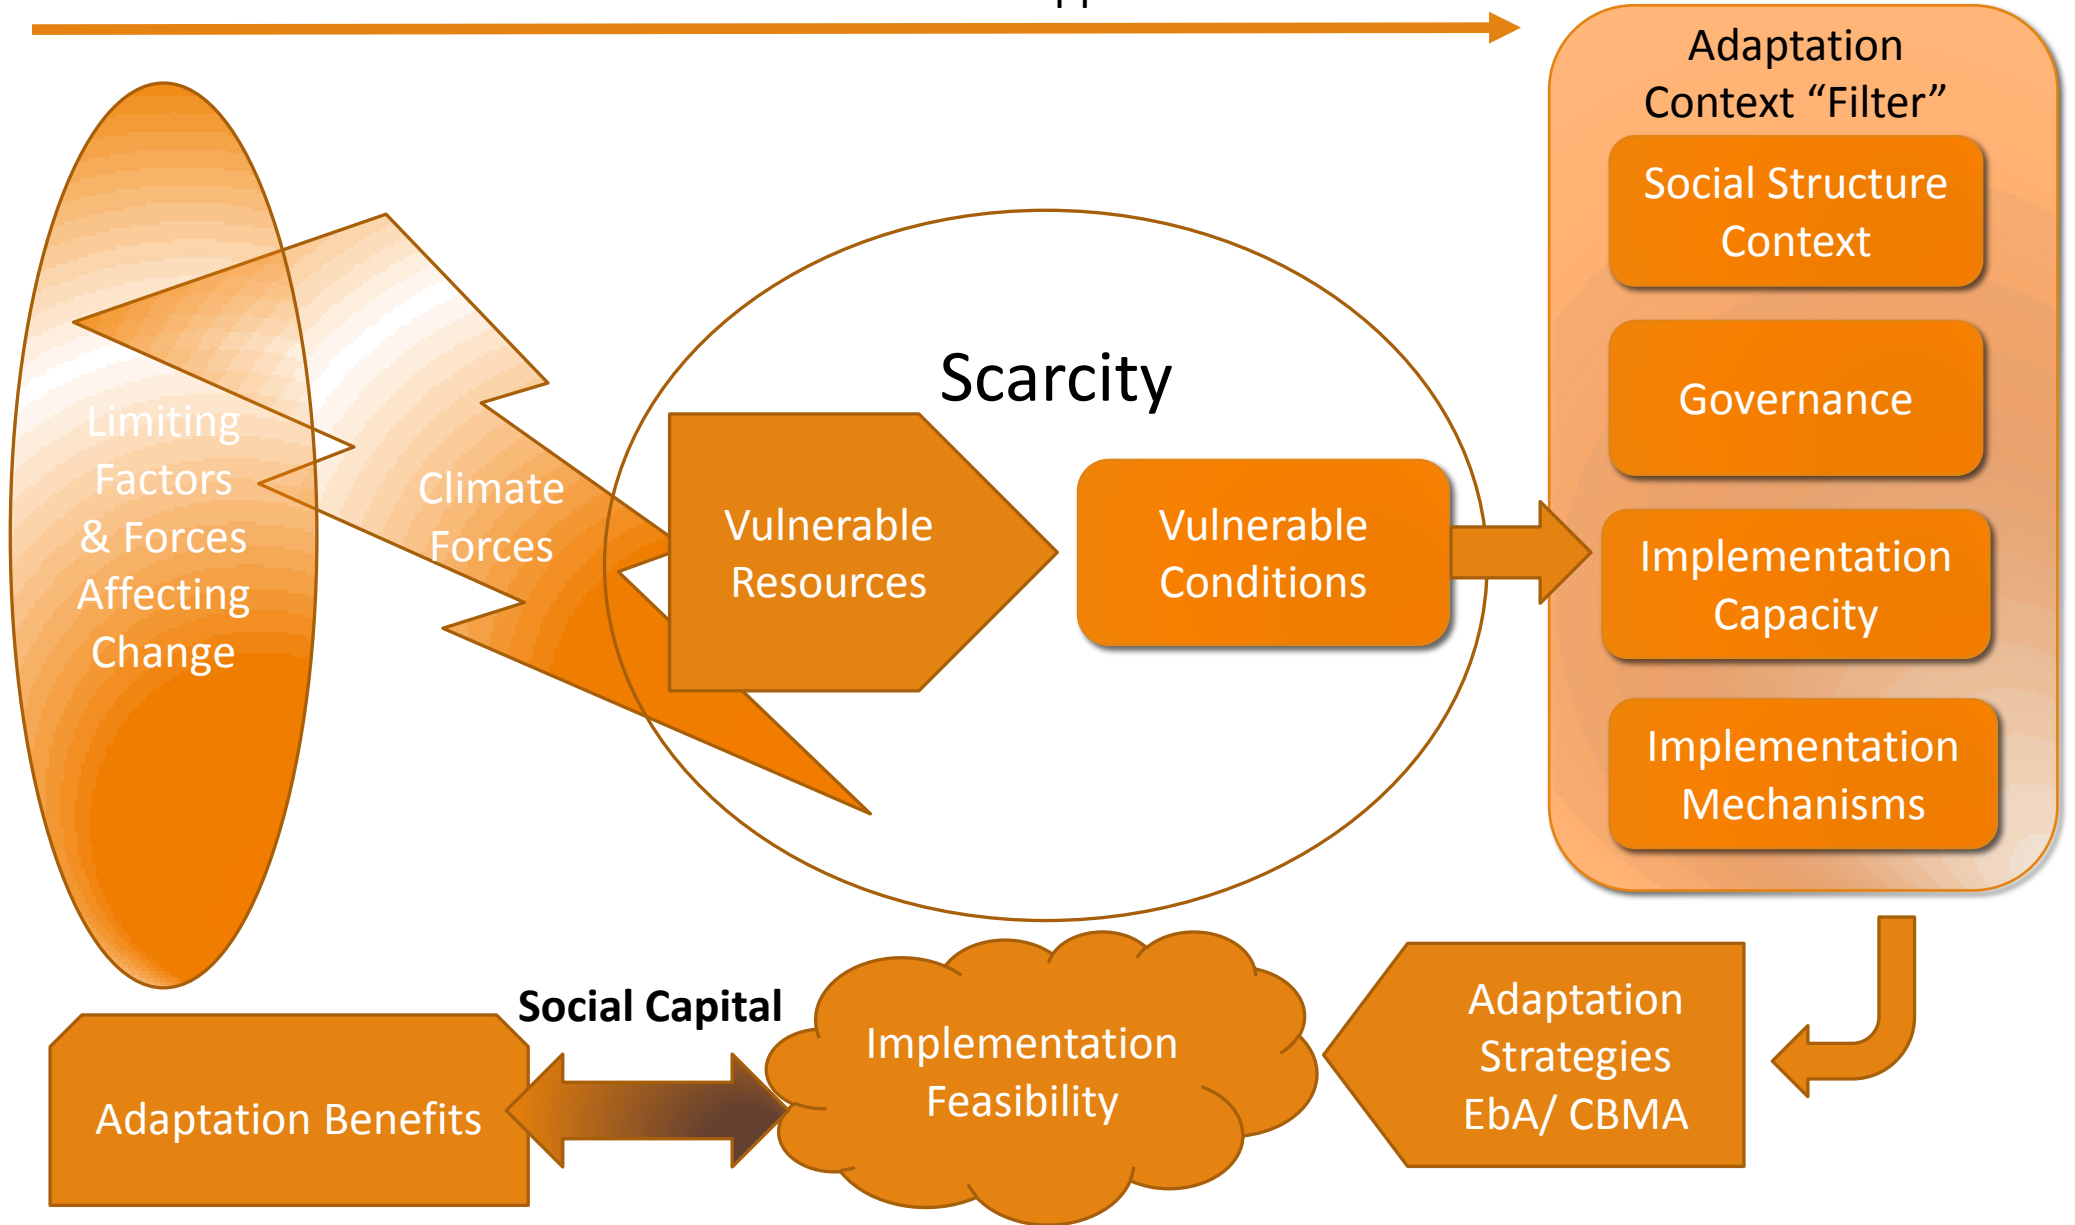 Adaptation
Context “Filter”
Social Structure
Context
Governance
Implementation
Capacity
Implementation
Mechanisms
Scarcity
Limiting
Factors
& Forces
Affecting
Change
Climate
Forces
Vulnerable
Resources
Vulnerable
Conditions
Social Capital
Adaptation Benefits
Implementation
Feasibility
Adaptation
Strategies
EbA/ CBMA